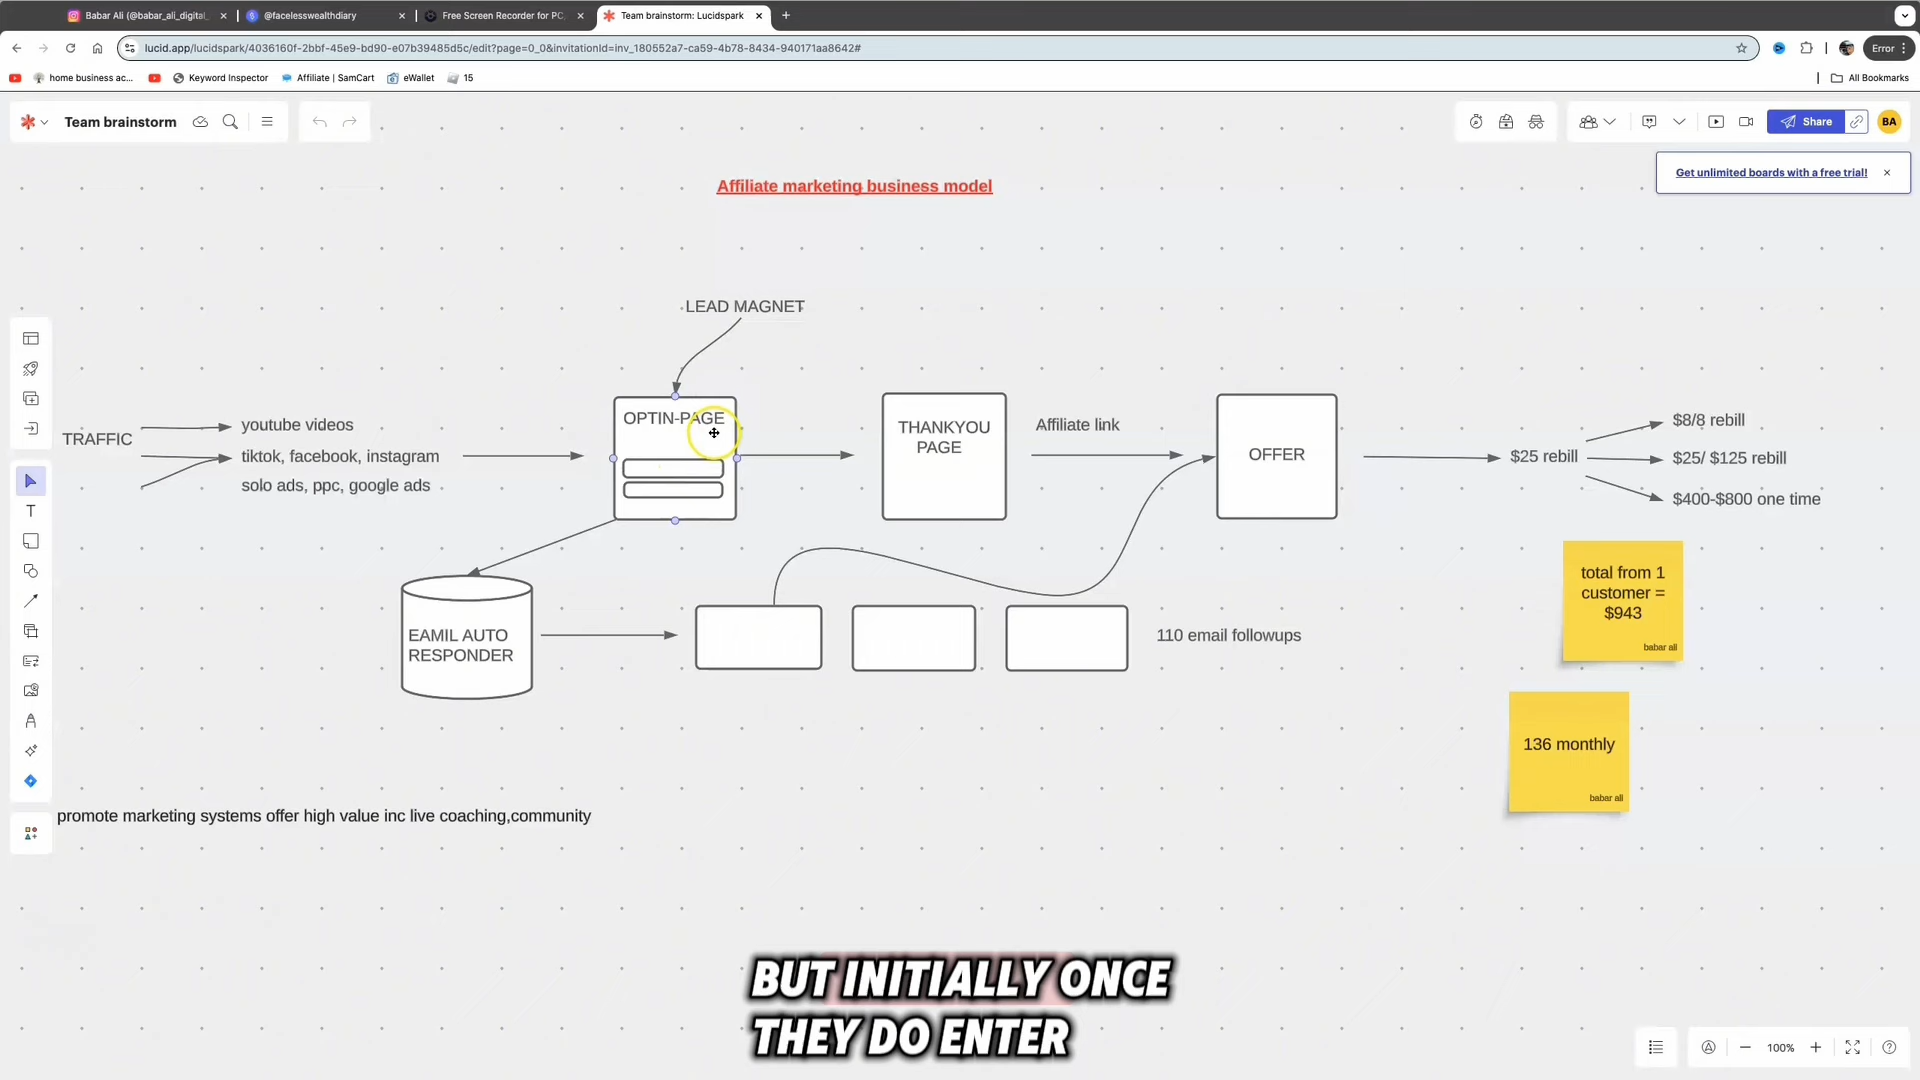 Babar Ali (@babar_ali_digital_
@facelesswealthdiary
Free Screen Recorder for PC,
Team brainstorm: Lucidspark
lucid.app/lucidspark/4036160f-2bbf-45e9-bd90-e07b39485d5c/edit?page=0_0&invitationId=inv_180552a7-ca59-4b78-8434-940171aa8642#
Error
home business ac...
Keyword Inspector
Affiliate | SamCart
eWallet
15
All Bookmarks
Team brainstorm
Share
BA
Get unlimited boards with a free trial!
Affiliate marketing business model
LEAD MAGNET
TRAFFIC
youtube videos
tiktok, facebook, instagram
solo ads, ppc, google ads
OPTIN-PAGE
THANKYOU
PAGE
Affiliate link
OFFER
$25 rebill
$8/8 rebill
$25/ $125 rebill
$400-$800 one time
EAMIL AUTO
RESPONDER
110 email followups
total from 1
customer =
$943
babar ali
136 monthly
babar ali
promote marketing systems offer high value inc live coaching,community
BUT INITIALLY ONCE
THEY DO ENTER
100%